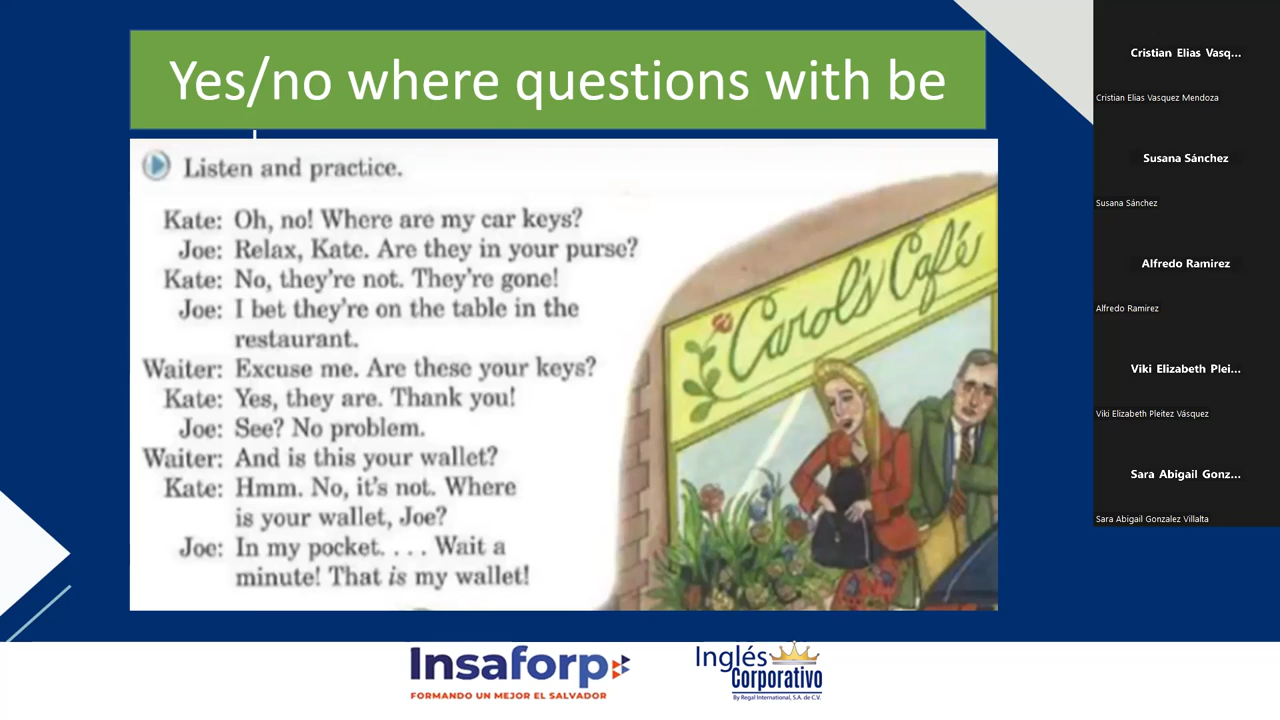 Yes/no where questions with be
Listen and practice.
Kate: Oh, no! Where are my car keys?
Joe: Relax, Kate. Are they in your purse?
Kate: No, they're not. They're gone!
Joe: I bet they're on the table in the
restaurant.
Waiter: Excuse me. Are these your keys?
Kate: Yes, they are. Thank you!
Joe: See? No problem.
Waiter: And is this your wallet?
Kate: Hmm. No, it's not. Where
is your wallet, Joe?
Joe: In my pocket. . . . Wait a
minute! That is my wallet!
Carol's Café
Insaforp
FORMANDO UN MEJOR EL SALVADOR
Inglés
Corporativo
By Regal International, S.A. de C.V.
Cristian Elias Vasq...
Cristian Elias Vasquez Mendoza
Susana Sánchez
Susana Sánchez
Alfredo Ramirez
Alfredo Ramirez
Viki Elizabeth Plei...
Viki Elizabeth Pleitez Vásquez
Sara Abigail Gonz...
Sara Abigail Gonzalez Villalta